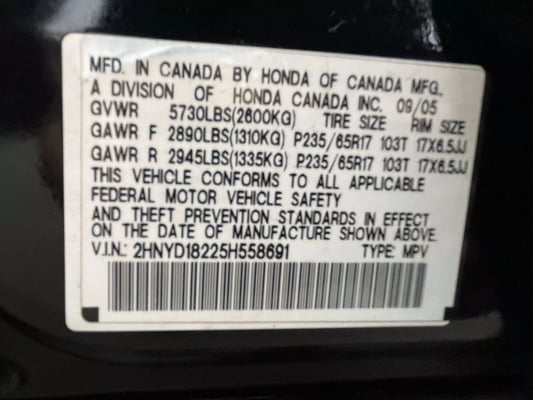 MFD. IN CANADA BY HONDA OF CANADA MFG.,
A DIVISION OF HONDA CANADA INC. 09/05
GVWR 5730LBS(2600KG) TIRE SIZE RIM SIZE
GAWR F 2890LBS(1310KG) P235/65R17 103T 17X6.5JJ
GAWR R 2945LBS(1335KG) P235/65R17 103T 17X6.5JJ
THIS VEHICLE CONFORMS TO ALL APPLICABLE
FEDERAL MOTOR VEHICLE SAFETY
AND THEFT PREVENTION STANDARDS IN EFFECT
ON THE DATE OF MANUFACTURE SHOWN ABOVE.
V.I.N.: 2HNYD18225H558691 TYPE: MPV